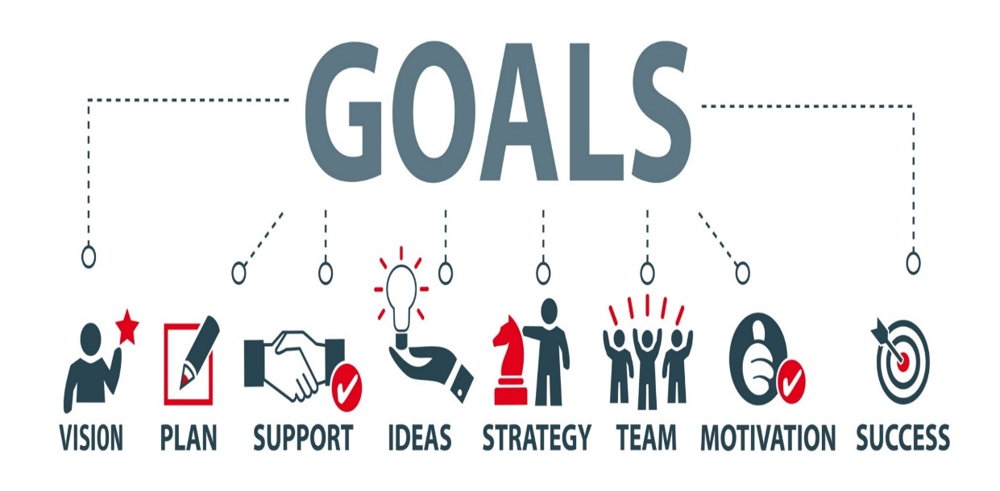 GOALS
VISION PLAN SUPPORT IDEAS STRATEGY TEAM MOTIVATION SUCCESS